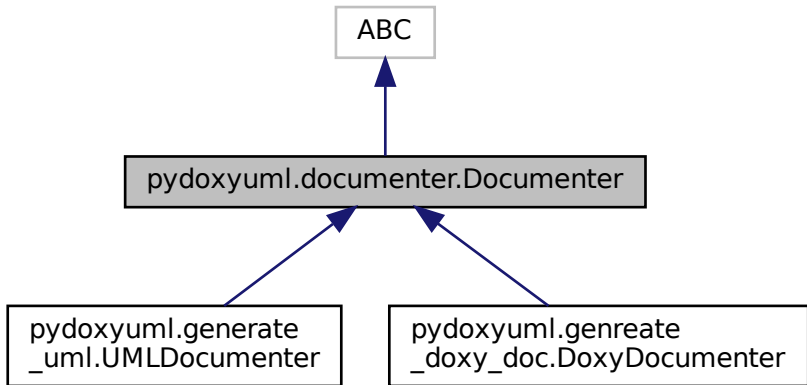 ABC
pydoxyuml.documenter.Documenter
pydoxyuml.generate
_uml.UMLDocumenter
pydoxyuml.genreate
_doxy_doc.DoxyDocumenter